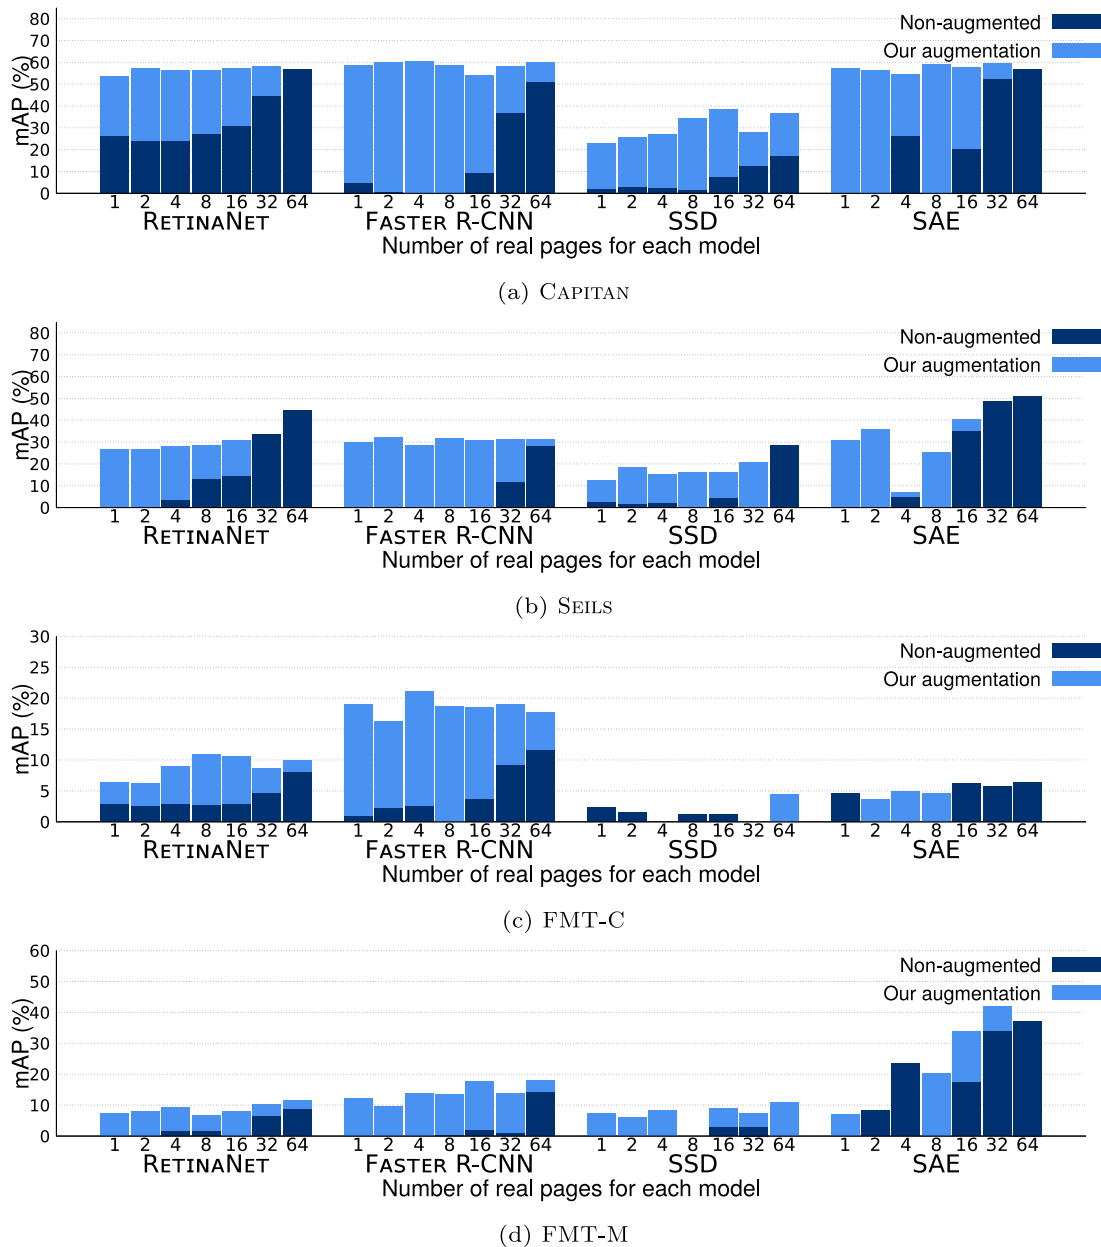 80
70
60
50
40
30
20
10
0
mAP (%)
Non-augmented
Our augmentation
1 2 4 8 16 32 64 1 2 4 8 16 32 64 1 2 4 8 16 32 64 1 2 4 8 16 32 64
RETINANET FASTER R-CNN SSD SAE
Number of real pages for each model
(a) CAPITAN
80
70
60
50
40
30
20
10
0
mAP (%)
Non-augmented
Our augmentation
1 2 4 8 16 32 64 1 2 4 8 16 32 64 1 2 4 8 16 32 64 1 2 4 8 16 32 64
RETINANET FASTER R-CNN SSD SAE
Number of real pages for each model
(b) SEILS
30
25
20
15
10
5
0
mAP (%)
Non-augmented
Our augmentation
1 2 4 8 16 32 64 1 2 4 8 16 32 64 1 2 4 8 16 32 64 1 2 4 8 16 32 64
RETINANET FASTER R-CNN SSD SAE
Number of real pages for each model
(c) FMT-C
60
50
40
30
20
10
0
mAP (%)
Non-augmented
Our augmentation
1 2 4 8 16 32 64 1 2 4 8 16 32 64 1 2 4 8 16 32 64 1 2 4 8 16 32 64
RETINANET FASTER R-CNN SSD SAE
Number of real pages for each model
(d) FMT-M